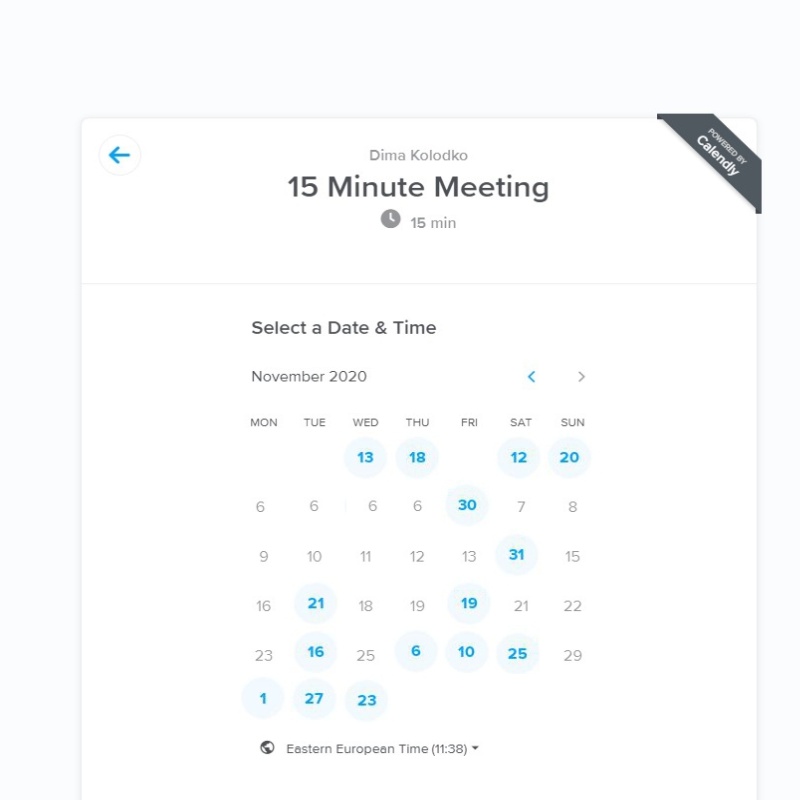 POWERED BY
Calendly
Dima Kolodko
15 Minute Meeting
15 min
Select a Date & Time
November 2020
MON TUE WED THU FRI SAT SUN
13 18 12 20
6 6 6 6 30 7 8
9 10 11 12 13 31 15
16 21 18 19 19 21 22
23 16 25 6 10 25 29
1 27 23
Eastern European Time (11:38)